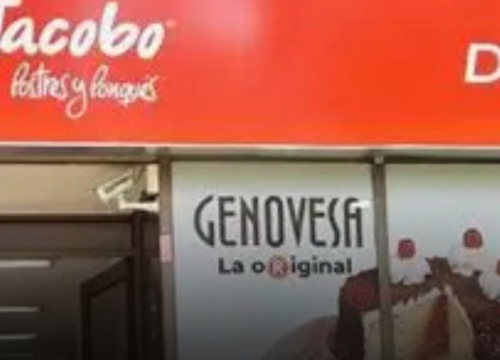 Jacobo
Postres y Ponqués
D
GENOVESA
La oRiginal